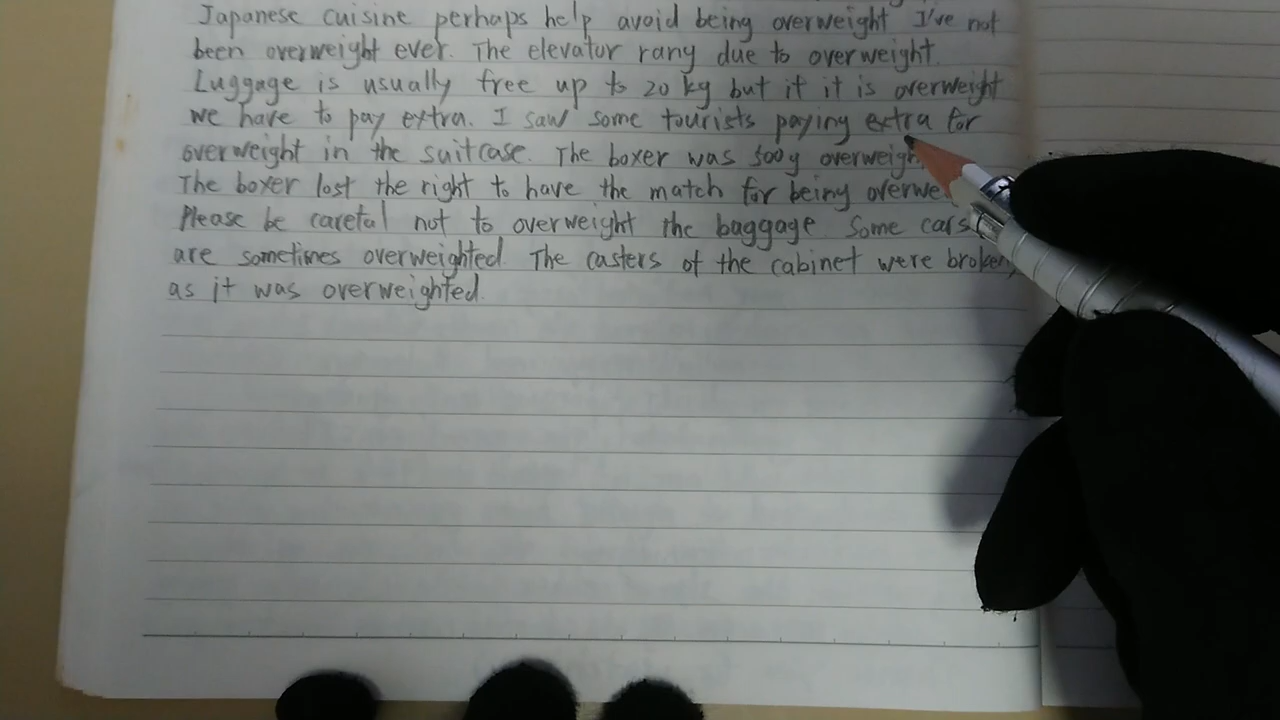 Japanese cuisine perhaps help avoid being overweight I've not
been overweight ever. The elevator rang due to overweight.
Luggage is usually free up to 20 kg but it it is overweight
we have to pay extra. I saw some tourists paying extra for
overweight in the suitcase. The boxer was 500g overweigh
The boxer lost the right to have the match for being overwe
Please be careful not to overweight the baggage Some cars
are sometimes overweighted. The casters of the cabinet were broken
as it was overweighted.